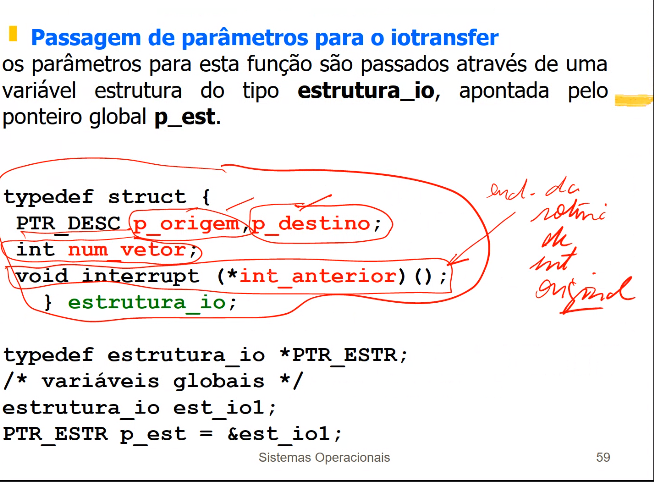 Passagem de parâmetros para o iotransfer
os parâmetros para esta função são passados através de uma
variável estrutura do tipo estrutura_io, apontada pelo
ponteiro global p_est.
typedef struct {
PTR_DESC p_origem,p_destino;
int num_vetor;
void interrupt (*int_anterior)();
} estrutura_io;
end. da
rotina
de
int
original
typedef estrutura_io *PTR_ESTR;
/* variáveis globais */
estrutura_io est_io1;
PTR_ESTR p_est = &est_io1;
Sistemas Operacionais 59